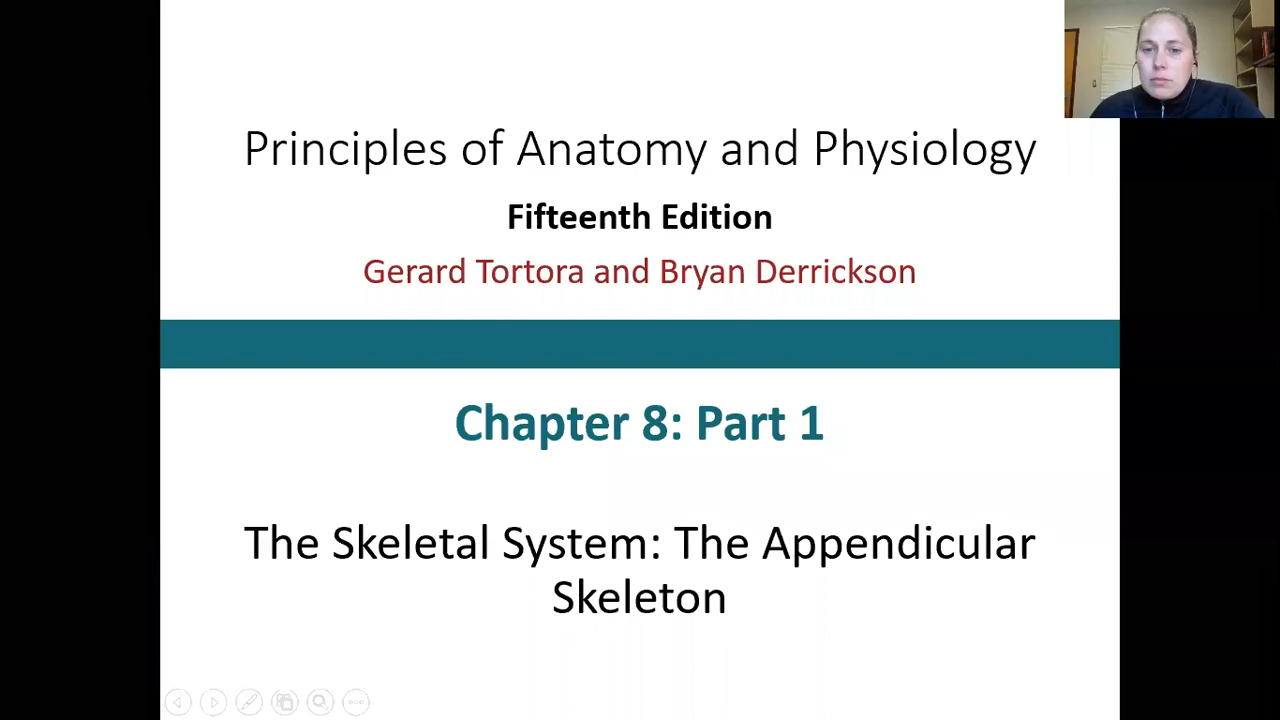 Principles of Anatomy and Physiology
Fifteenth Edition
Gerard Tortora and Bryan Derrickson
Chapter 8: Part 1
The Skeletal System: The Appendicular
Skeleton